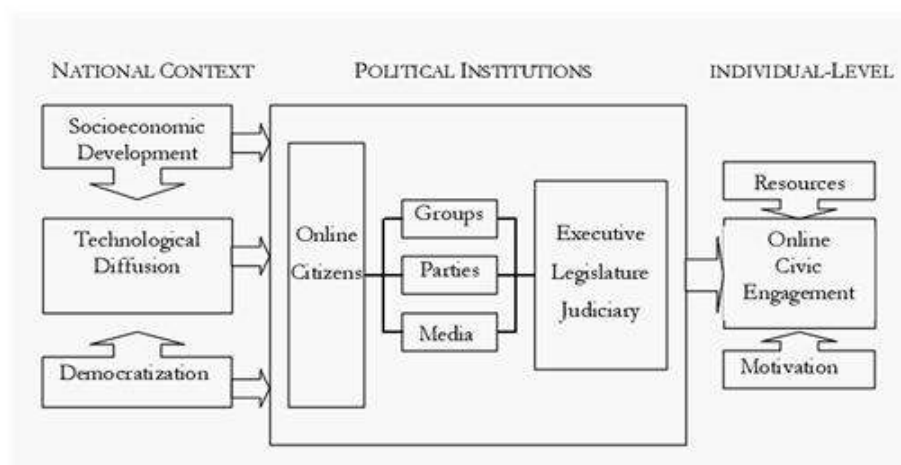 NATIONAL CONTEXT
POLITICAL INSTITUTIONS
INDIVIDUAL-LEVEL
Socioeconomic
Development
Technological
Diffusion
Democratization
Online
Citizens
Groups
Parties
Media
Executive
Legislature
Judiciary
Resources
Online
Civic
Engagement
Motivation